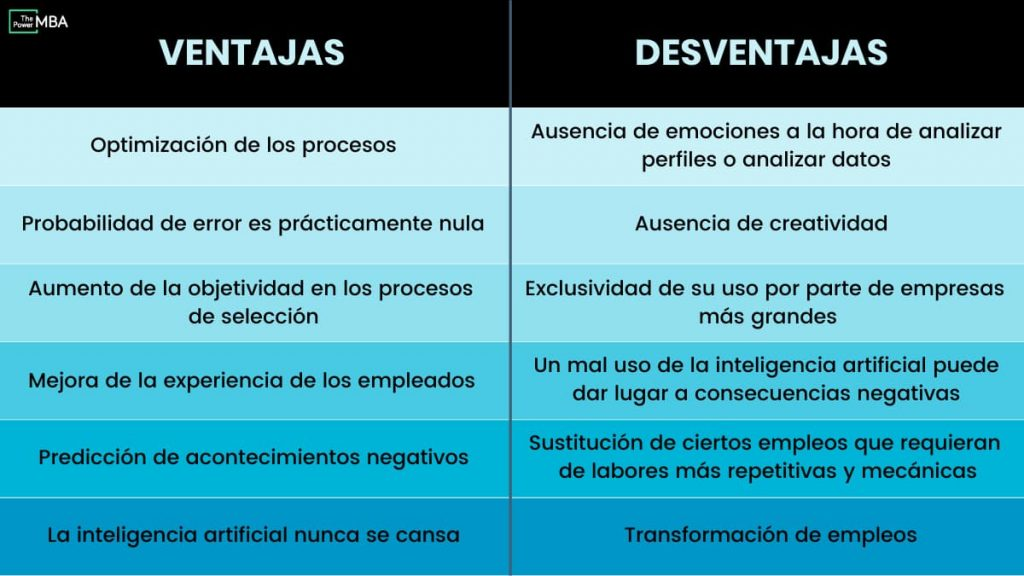 The Power MBA
VENTAJAS
DESVENTAJAS
Optimización de los procesos
Ausencia de emociones a la hora de analizar
perfiles o analizar datos
Probabilidad de error es prácticamente nula
Ausencia de creatividad
Aumento de la objetividad en los procesos
de selección
Exclusividad de su uso por parte de empresas
más grandes
Mejora de la experiencia de los empleados
Un mal uso de la inteligencia artificial puede
dar lugar a consecuencias negativas
Predicción de acontecimientos negativos
Sustitución de ciertos empleos que requieran
de labores más repetitivas y mecánicas
La inteligencia artificial nunca se cansa
Transformación de empleos